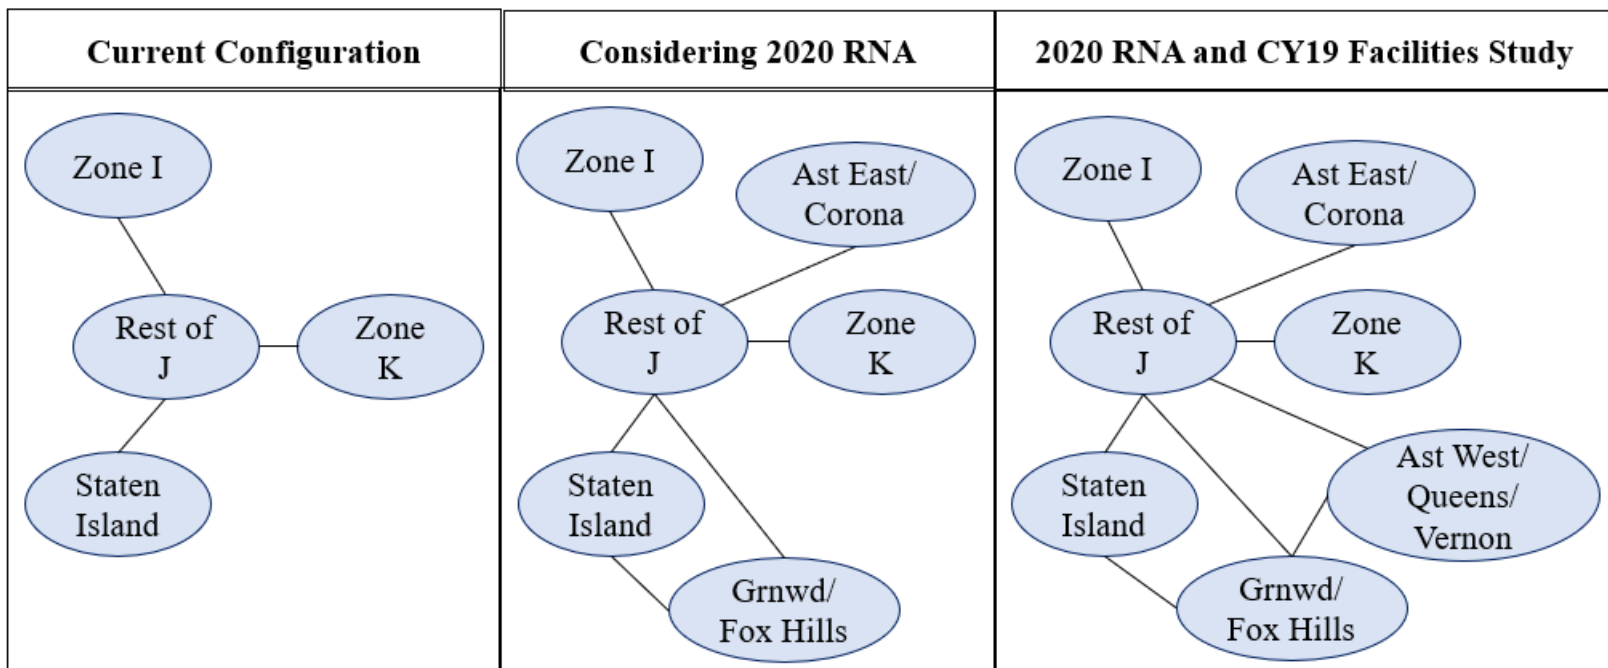 Current Configuration
Zone I
Rest of
J
Zone
K
Staten
Island
Considering 2020 RNA
Zone I
Ast East/
Corona
Rest of
J
Zone
K
Staten
Island
Grnwd/
Fox Hills
2020 RNA and CY19 Facilities Study
Zone I
Ast East/
Corona
Rest of
J
Zone
K
Staten
Island
Ast West/
Queens/
Vernon
Grnwd/
Fox Hills